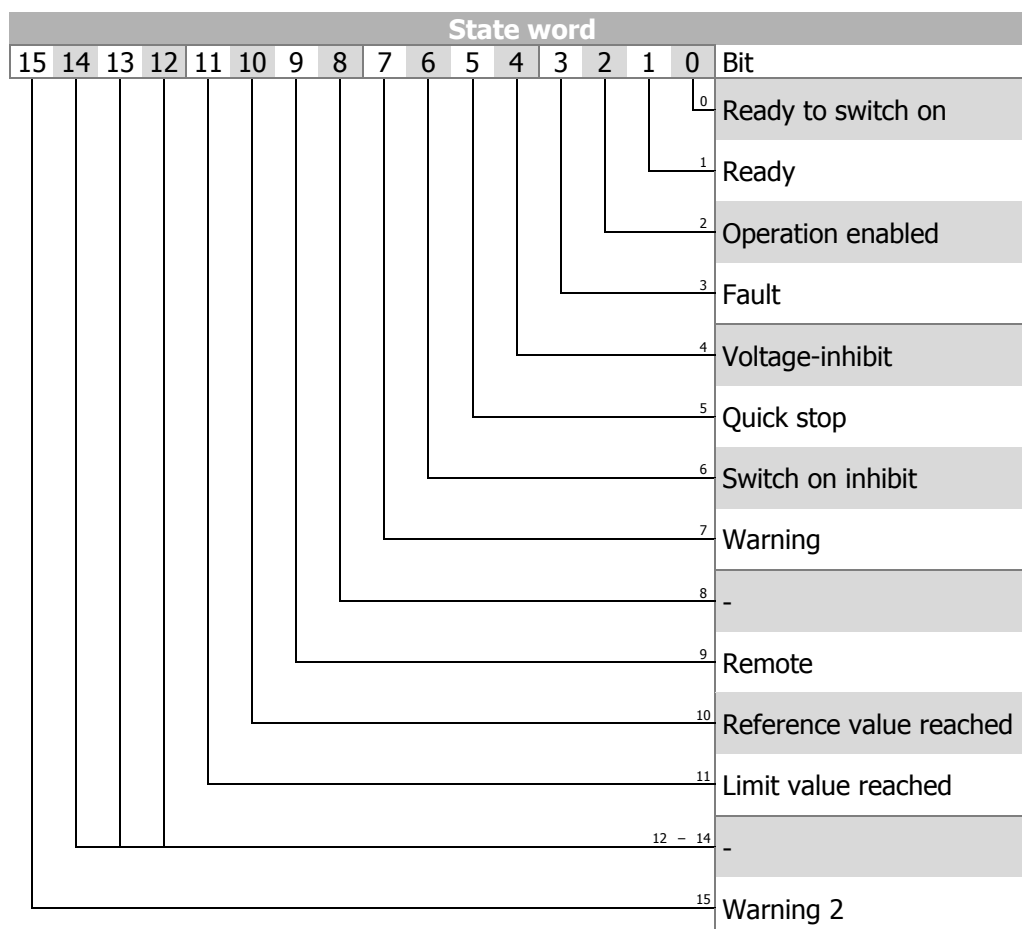 State word
15 14 13 12 11 10 9 8 7 6 5 4 3 2 1 0 Bit
0 Ready to switch on
1 Ready
2 Operation enabled
3 Fault
4 Voltage-inhibit
5 Quick stop
6 Switch on inhibit
7 Warning
8 -
9 Remote
10 Reference value reached
11 Limit value reached
12 – 14 -
15 Warning 2